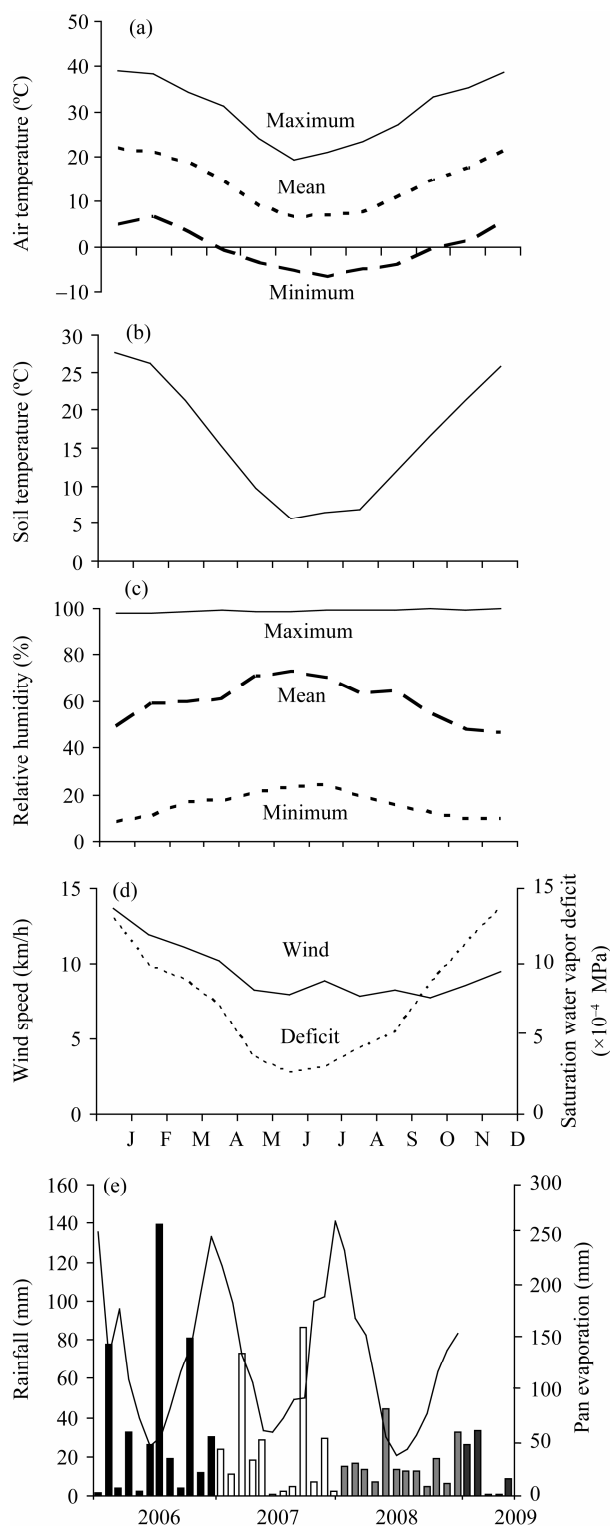 (a)
Air temperature (ºC)
50
40
30
20
10
0
–10
Maximum
Mean
Minimum
(b)
Soil temperature (ºC)
30
25
20
15
10
5
0
(c)
Relative humidity (%)
100
80
60
40
20
0
Maximum
Mean
Minimum
(d)
Wind speed (km/h)
15
10
5
0
Wind
Deficit
15
10
5
0
Saturation water vapor deficit
(×10⁻⁴ MPa)
J F M A M J J A S O N D
(e)
Rainfall (mm)
160
140
120
100
80
60
40
20
0
300
250
200
150
100
50
0
Pan evaporation (mm)
2006 2007 2008 2009